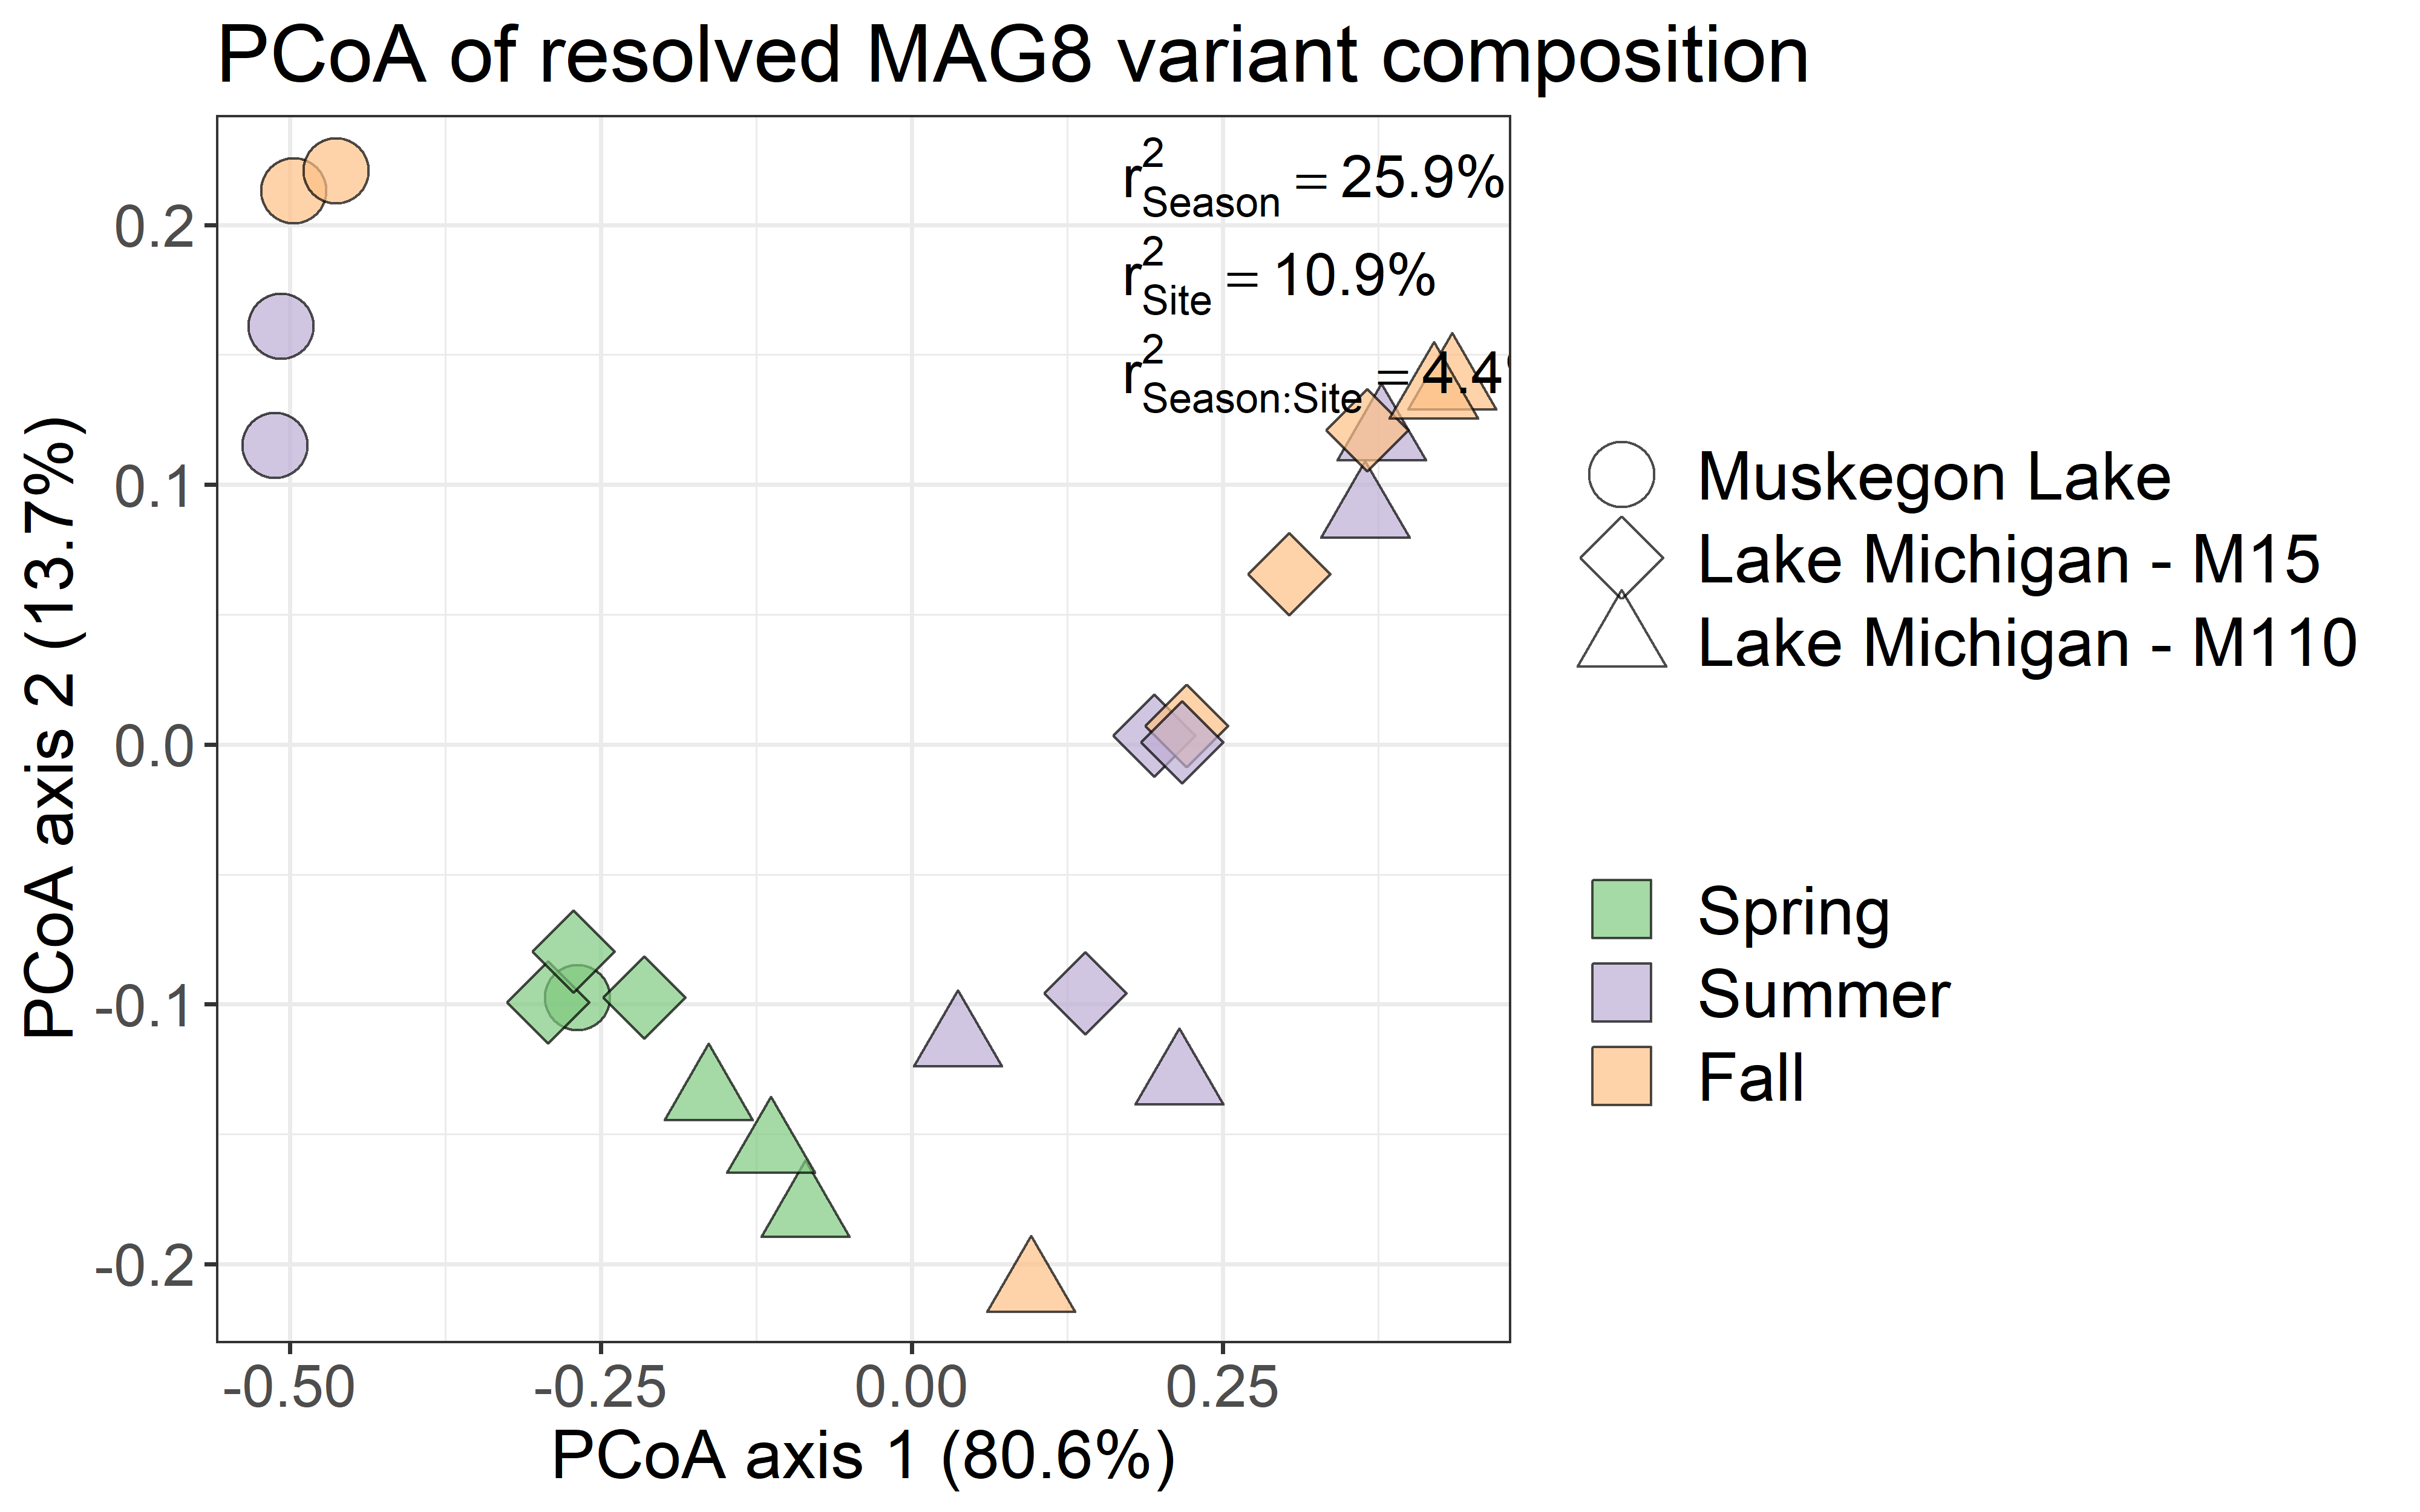 PCoA of resolved MAG8 variant composition
r²Season = 25.9%
r²Site = 10.9%
r²Season:Site = 4.4
0.2
0.1
0.0
-0.1
-0.2
PCoA axis 2 (13.7%)
-0.50 -0.25 0.00 0.25
PCoA axis 1 (80.6%)
Muskegon Lake
Lake Michigan - M15
Lake Michigan - M110
Spring
Summer
Fall